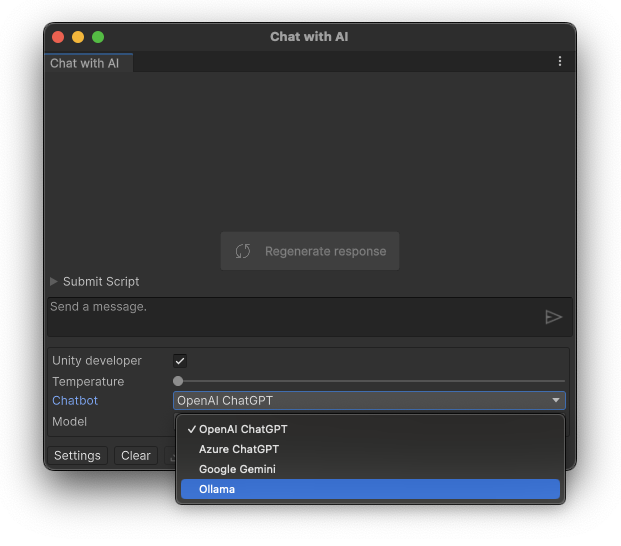 Chat with AI
Chat with AI
Regenerate response
Submit Script
Send a message.
Unity developer
Temperature
Chatbot OpenAI ChatGPT
Model
OpenAI ChatGPT
Azure ChatGPT
Google Gemini
Ollama
Settings Clear